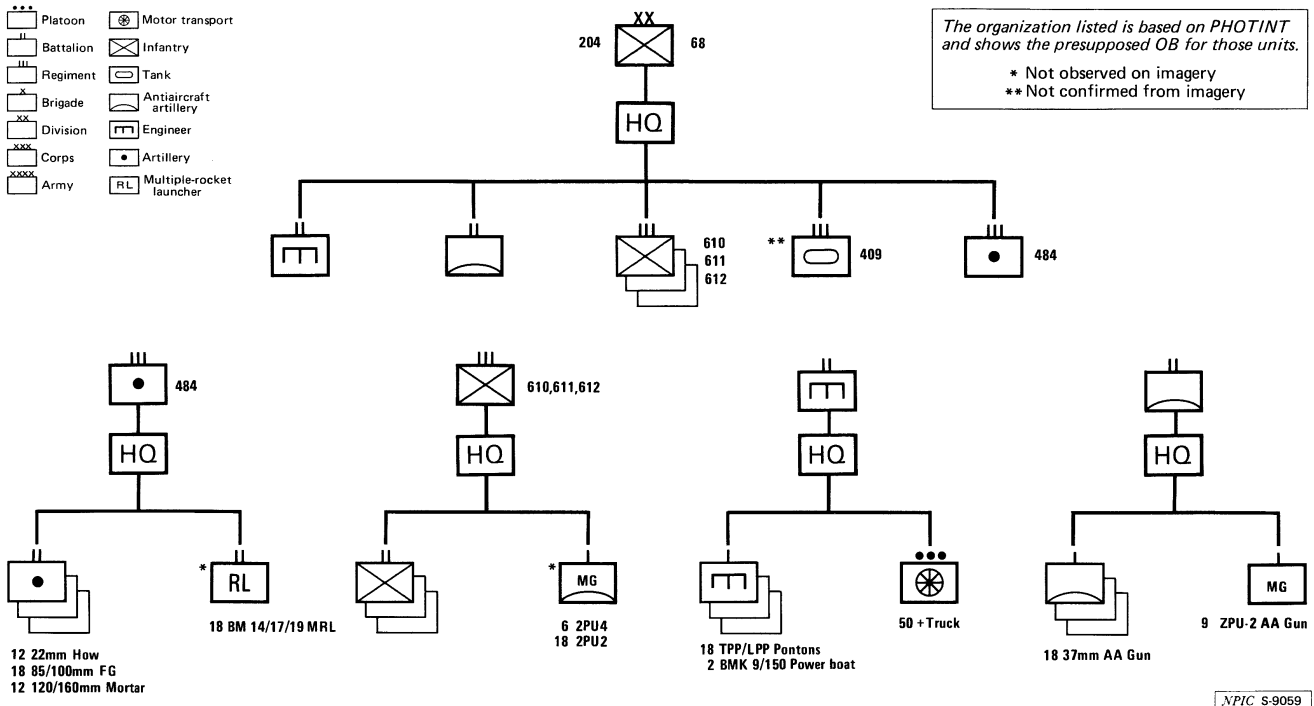 Platoon
Motor transport
Battalion
Infantry
Regiment
Tank
Brigade
Antiaircraft
artillery
Division
Engineer
Corps
Artillery
Army
RL
Multiple-rocket
launcher
XX
204
68
HQ
The organization listed is based on PHOTINT
and shows the presupposed OB for those units.
* Not observed on imagery
** Not confirmed from imagery
610
611
612
**
409
484
484
HQ
* RL
18 BM 14/17/19 MRL
12 22mm How
18 85/100mm FG
12 120/160mm Mortar
610,611,612
HQ
* MG
6 2PU4
18 2PU2
HQ
18 TPP/LPP Pontons
2 BMK 9/150 Power boat
50 +Truck
HQ
18 37mm AA Gun
MG
9 ZPU-2 AA Gun
NPIC S-9059